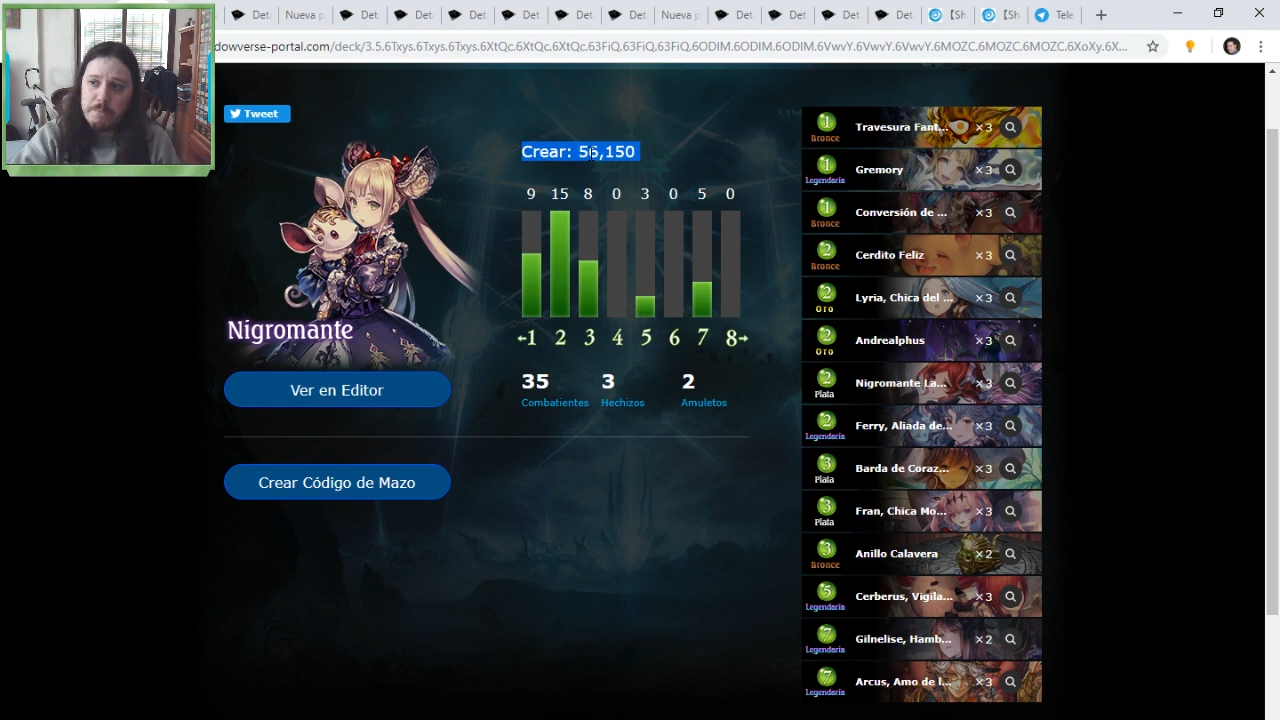 Det
Nueva p
Det
Det
Det
Det
Det
Det
Nueva p
Det
Det
Det
Det
【Sh
【Sh
Tele
dowverse-portal.com/deck/3.5.6Txys.6Txys.6Txys.6XtQc.6XtQc.6XtQc.63FiQ.63FiQ.63FiQ.6ODIM.6ODIM.6ODIM.6VwvY.6VwvY.6VwvY.6MOZC.6MOZC.6MOZC.6XoXy.6X...
Tweet
Crear: 56,150
9 15 8 0 3 0 5 0
←1 2 3 4 5 6 7 8→
Nigromante
35 3 2
Combatientes Hechizos Amuletos
Ver en Editor
Crear Código de Mazo
1 Bronce Travesura Fant... ×3
1 Legendaria Gremory ×3
1 Bronce Conversión de ... ×3
2 Bronce Cerdito Feliz ×3
2 Oro Lyria, Chica del ... ×3
2 Oro Andrealphus ×3
2 Plata Nigromante La... ×3
2 Legendaria Ferry, Aliada de... ×3
3 Plata Barda de Coraz... ×3
3 Plata Fran, Chica Mo... ×3
3 Bronce Anillo Calavera ×2
5 Legendaria Cerberus, Vigila... ×3
7 Legendaria Gilnelise, Hamb... ×2
7 Legendaria Arcus, Amo de l... ×3